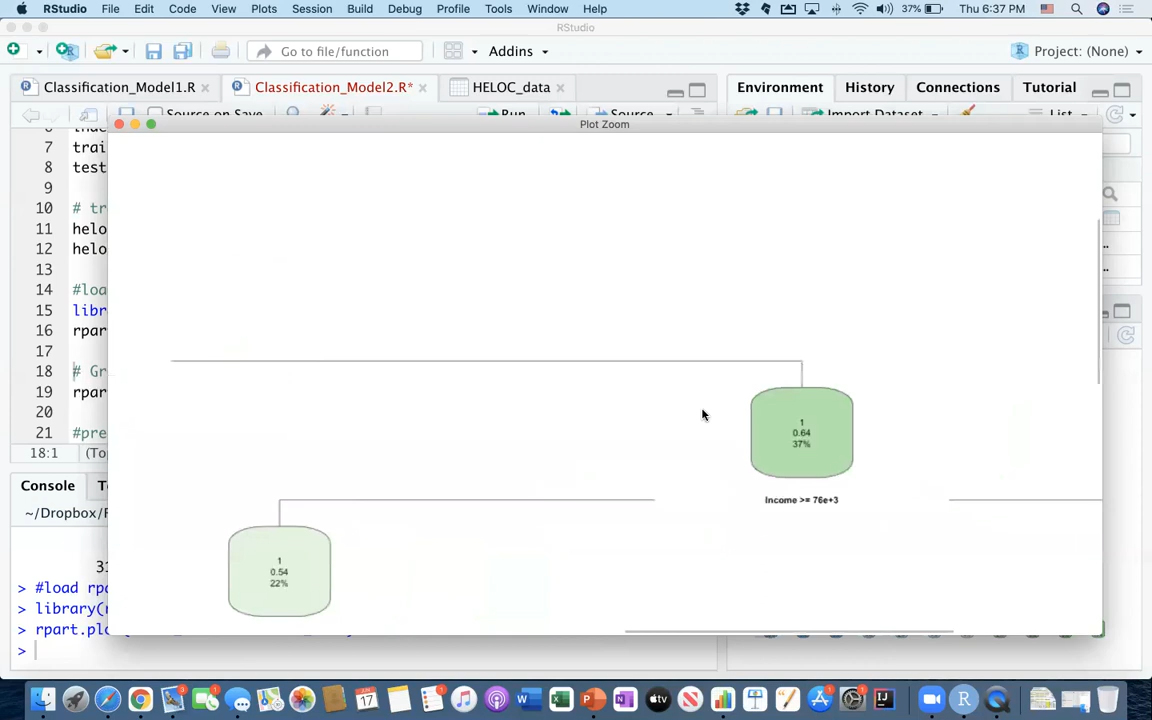 RStudio File Edit Code View Plots Session Build Debug Profile Tools Window Help 37% Thu 6:37 PM
RStudio
Go to file/function Addins Project: (None)
Classification_Model1.R Classification_Model2.R* HELOC_data Environment History Connections Tutorial
Source on Save Run Source Import Dataset List
Plot Zoom
7 trai
8 test
9
10 # tr
11 helo
12 helo
13
14 #loa
15 libr
16 rpar
17
18 # Gr
19 rpar
20
21 #pre
18:1 (To
1
0.64
37%
Income >= 76e+3
1
0.54
22%
Console T
~/Dropbox/F
31
> #load rp
> library(r
> rpart.plo
>
17